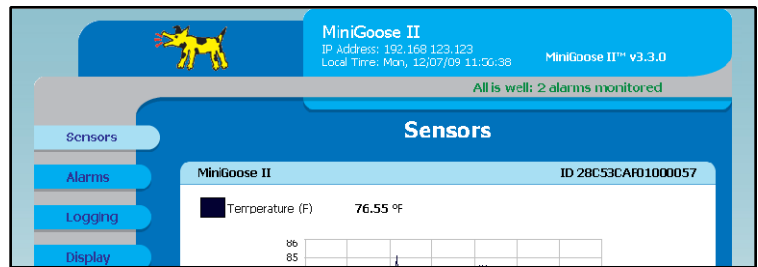 MiniGoose II
IP Address: 192.168.123.123
Local Time: Mon, 12/07/09 11:56:38
MiniGoose II™ v3.3.0
All is well: 2 alarms monitored
Sensors
Sensors
Alarms
Logging
Display
MiniGoose II ID 28C53CAF01000057
Temperature (F) 76.55 ºF
86
85